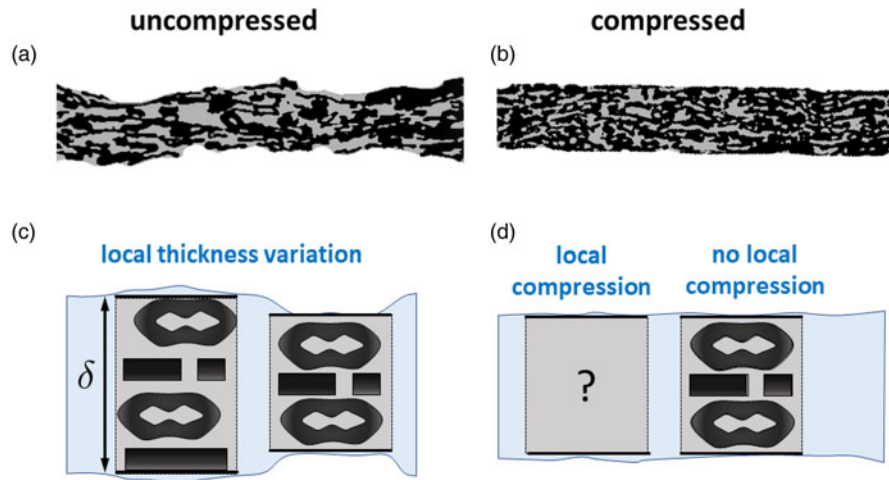 uncompressed
compressed
(a)
(b)
(c)
(d)
local thickness variation
local
compression
no local
compression
δ
?